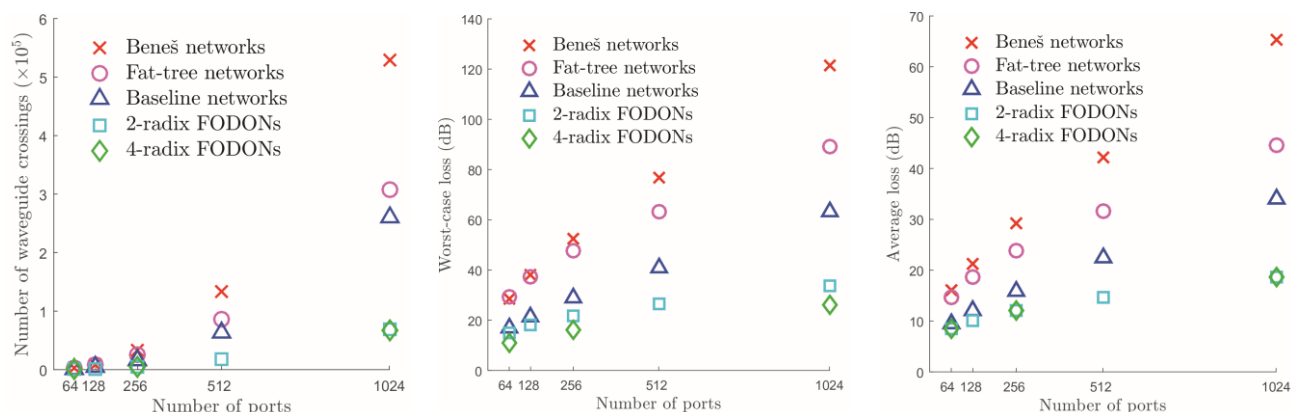 Number of waveguide crossings (×10⁵)
6
5
4
3
2
1
0
Beneš networks
Fat-tree networks
Baseline networks
2-radix FODONs
4-radix FODONs
64 128 256 512 1024
Number of ports
Worst-case loss (dB)
140
120
100
80
60
40
20
0
Beneš networks
Fat-tree networks
Baseline networks
2-radix FODONs
4-radix FODONs
64 128 256 512 1024
Number of ports
Average loss (dB)
70
60
50
40
30
20
10
0
Beneš networks
Fat-tree networks
Baseline networks
2-radix FODONs
4-radix FODONs
64 128 256 512 1024
Number of ports